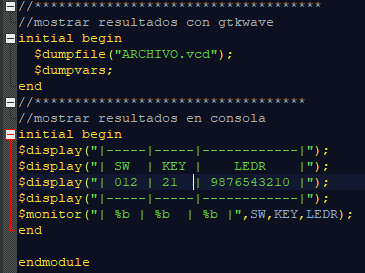 //************************************
//mostrar resultados con gtkwave
initial begin
  $dumpfile("ARCHIVO.vcd");
  $dumpvars;
end
//**********************************
//mostrar resultados en consola
initial begin
$display("|-----|-----|------------|");
$display("| SW  | KEY |    LEDR    |");
$display("| 012 | 21  | 9876543210 |");
$display("|-----|-----|------------|");
$monitor("| %b | %b  | %b |",SW,KEY,LEDR);
end
endmodule